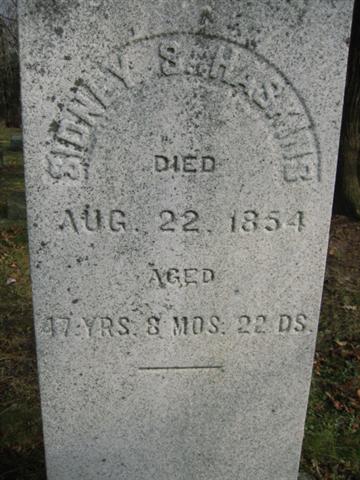 SIDNEY S. HASKINS
DIED
AUG. 22. 1854
AGED
47 YRS. 8 MOS. 22 DS.